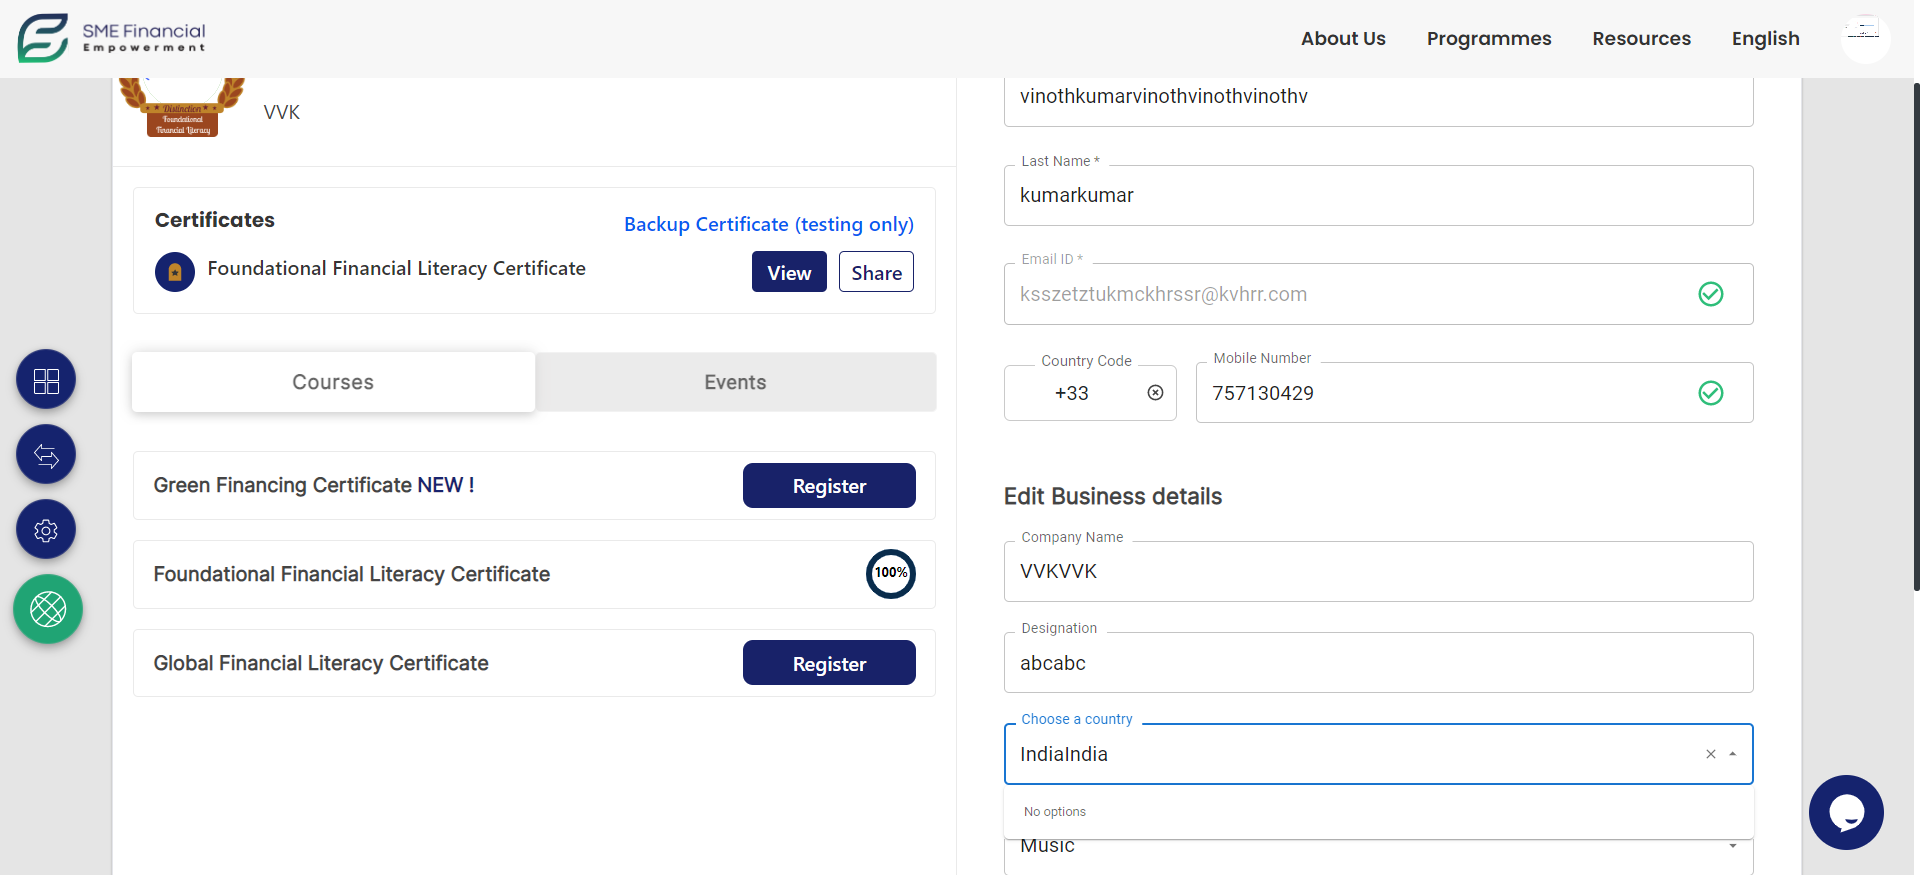 SME Financial
Empowerment
About Us
Programmes
Resources
English
Distinction
Foundational
Financial Literacy
VVK
Certificates
Backup Certificate (testing only)
Foundational Financial Literacy Certificate
View
Share
Courses
Events
Green Financing Certificate NEW !
Register
Foundational Financial Literacy Certificate
100%
Global Financial Literacy Certificate
Register
vinothkumarvinothvinothvinothv
Last Name *
kumarkumar
Email ID *
ksszetztukmckhrssr@kvhrr.com
Country Code
+33
Mobile Number
757130429
Edit Business details
Company Name
VVKVVK
Designation
abcabc
Choose a country
IndiaIndia
No options
Music